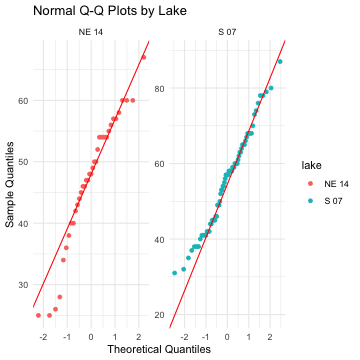 Normal Q-Q Plots by Lake
NE 14
S 07
Sample Quantiles
60
50
40
30
80
60
40
20
-2 -1 0 1 2
-2 -1 0 1 2
Theoretical Quantiles
lake
NE 14
S 07